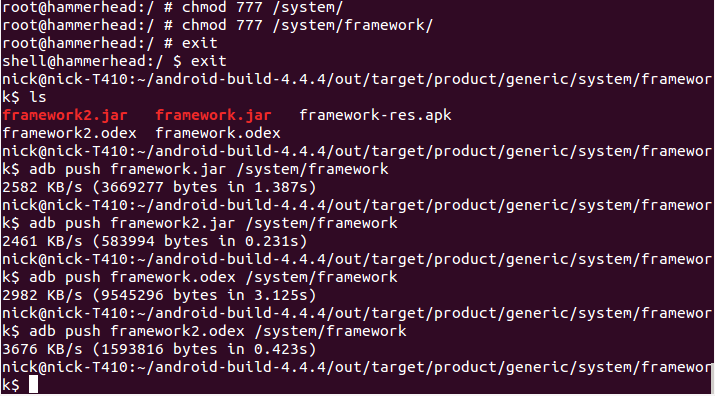 root@hammerhead:/ # chmod 777 /system/
root@hammerhead:/ # chmod 777 /system/framework/
root@hammerhead:/ # exit
shell@hammerhead:/ $ exit
nick@nick-T410:~/android-build-4.4.4/out/target/product/generic/system/framewor
k$ ls
framework2.jar   framework.jar   framework-res.apk
framework2.odex  framework.odex
nick@nick-T410:~/android-build-4.4.4/out/target/product/generic/system/framewor
k$ adb push framework.jar /system/framework
2582 KB/s (3669277 bytes in 1.387s)
nick@nick-T410:~/android-build-4.4.4/out/target/product/generic/system/framewor
k$ adb push framework2.jar /system/framework
2461 KB/s (583994 bytes in 0.231s)
nick@nick-T410:~/android-build-4.4.4/out/target/product/generic/system/framewor
k$ adb push framework.odex /system/framework
2982 KB/s (9545296 bytes in 3.125s)
nick@nick-T410:~/android-build-4.4.4/out/target/product/generic/system/framewor
k$ adb push framework2.odex /system/framework
3676 KB/s (1593816 bytes in 0.423s)
nick@nick-T410:~/android-build-4.4.4/out/target/product/generic/system/framewor
k$